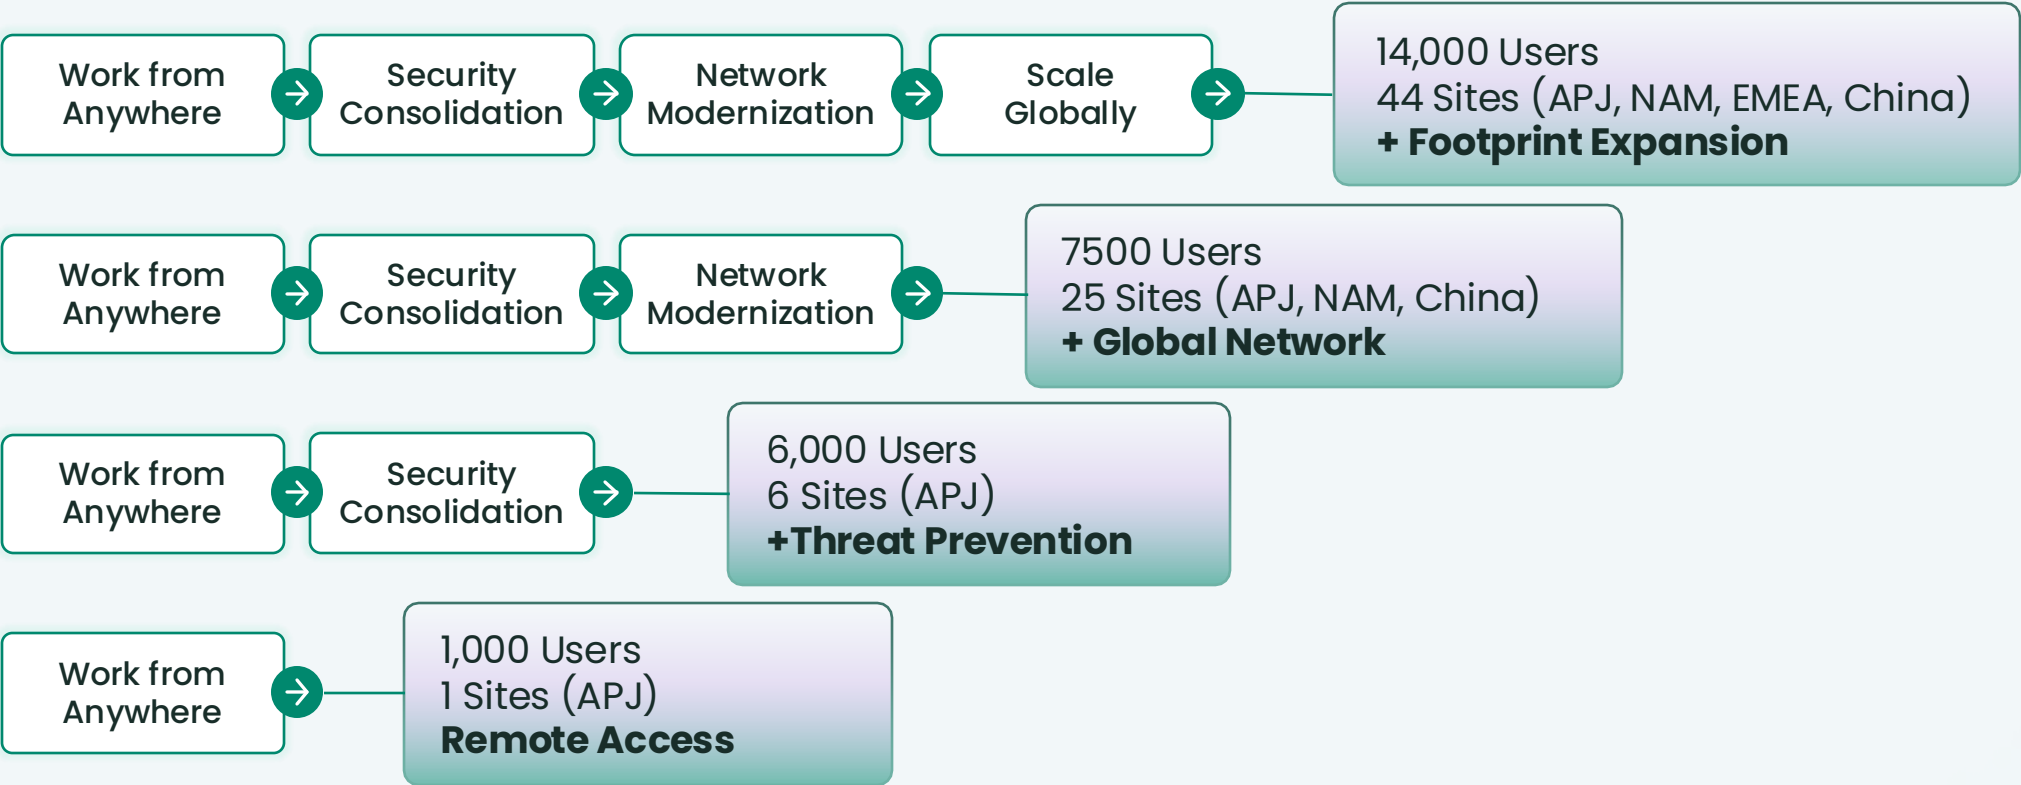 Work from
Anywhere
Security
Consolidation
Network
Modernization
Scale
Globally
14,000 Users
44 Sites (APJ, NAM, EMEA, China)
+ Footprint Expansion
Work from
Anywhere
Security
Consolidation
Network
Modernization
7500 Users
25 Sites (APJ, NAM, China)
+ Global Network
Work from
Anywhere
Security
Consolidation
6,000 Users
6 Sites (APJ)
+Threat Prevention
Work from
Anywhere
1,000 Users
1 Sites (APJ)
Remote Access